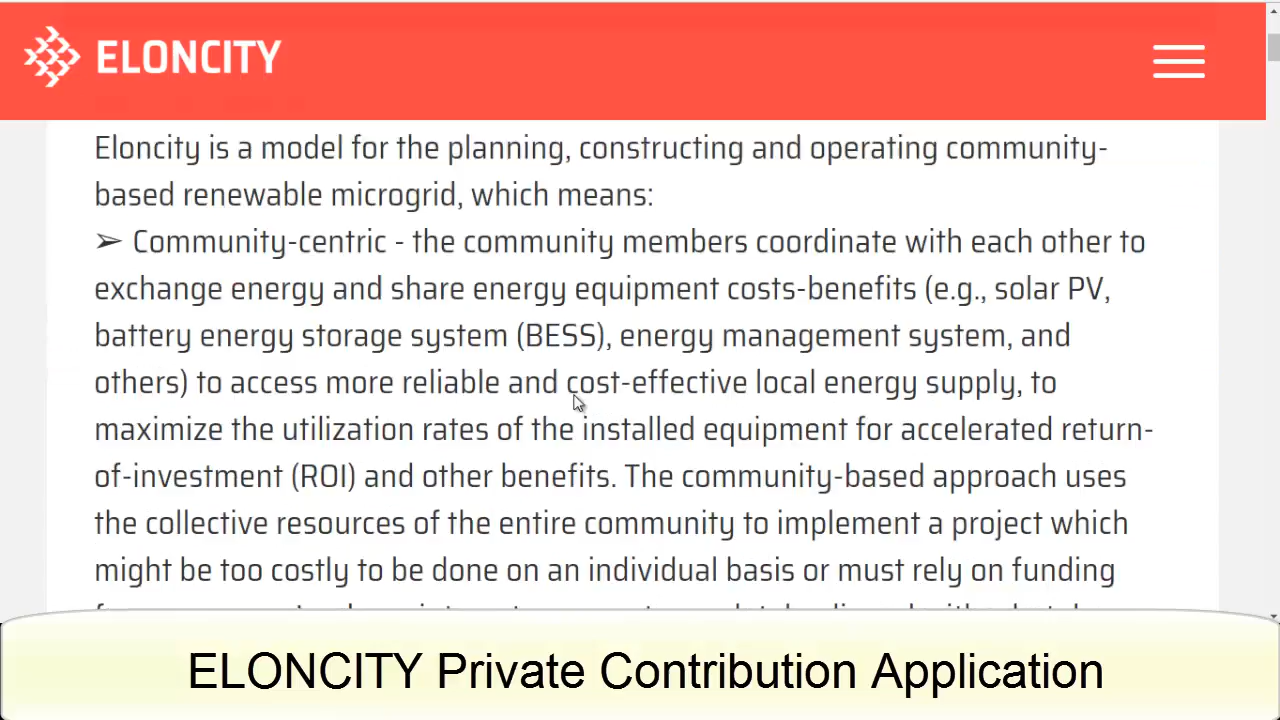 ELONCITY
Eloncity is a model for the planning, constructing and operating community-
based renewable microgrid, which means:
➢ Community-centric - the community members coordinate with each other to
exchange energy and share energy equipment costs-benefits (e.g., solar PV,
battery energy storage system (BESS), energy management system, and
others) to access more reliable and cost-effective local energy supply, to
maximize the utilization rates of the installed equipment for accelerated return-
of-investment (ROI) and other benefits. The community-based approach uses
the collective resources of the entire community to implement a project which
might be too costly to be done on an individual basis or must rely on funding
ELONCITY Private Contribution Application